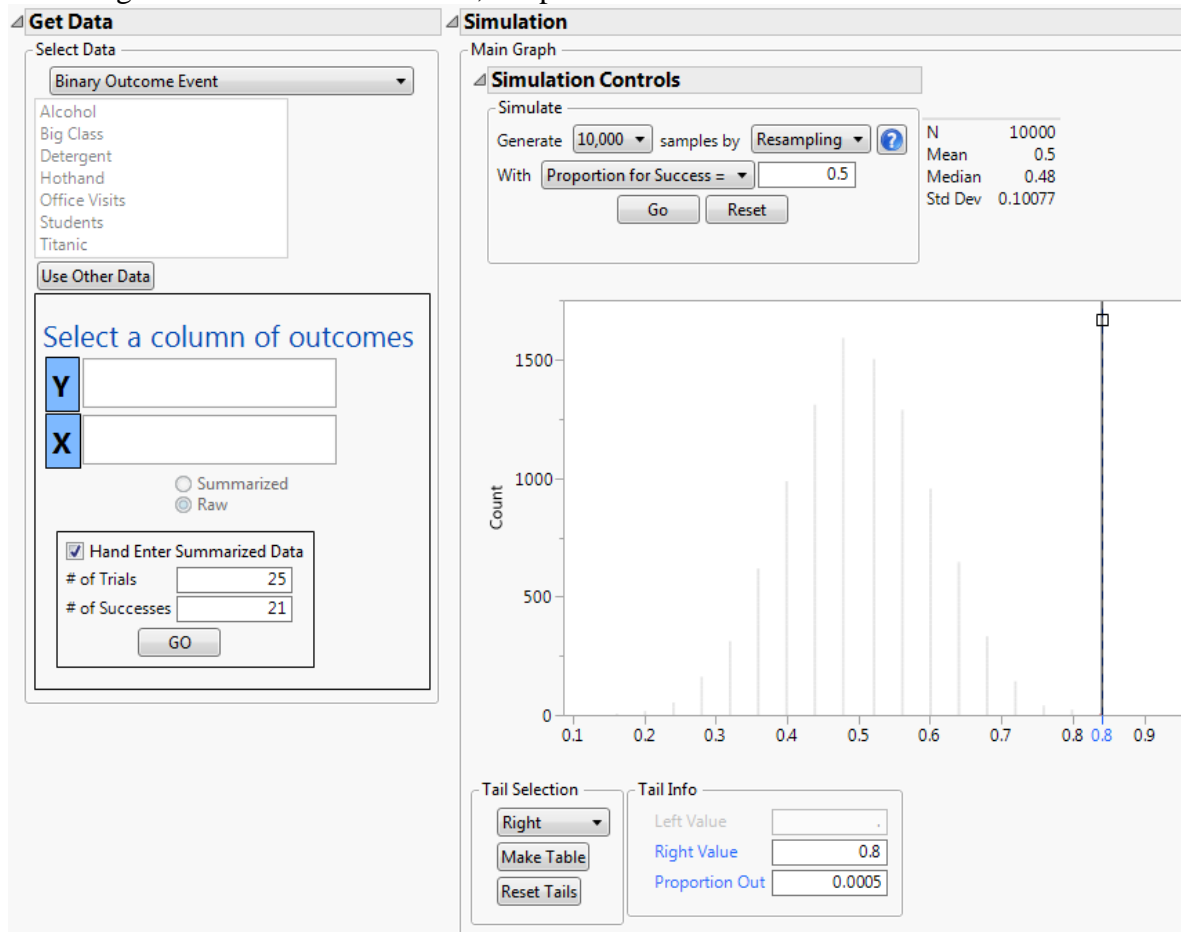 Get Data
Select Data
Binary Outcome Event
Alcohol
Big Class
Detergent
Hothand
Office Visits
Students
Titanic
Use Other Data
Select a column of outcomes
Y
X
Summarized
Raw
Hand Enter Summarized Data
# of Trials 25
# of Successes 21
GO
Simulation
Main Graph
Simulation Controls
Simulate
Generate 10,000 samples by Resampling ?
With Proportion for Success = 0.5
Go Reset
N 10000
Mean 0.5
Median 0.48
Std Dev 0.10077
Count
1500
1000
500
0
0.1 0.2 0.3 0.4 0.5 0.6 0.7 0.8 0.8 0.9
Tail Selection
Right
Make Table
Reset Tails
Tail Info
Left Value .
Right Value 0.8
Proportion Out 0.0005